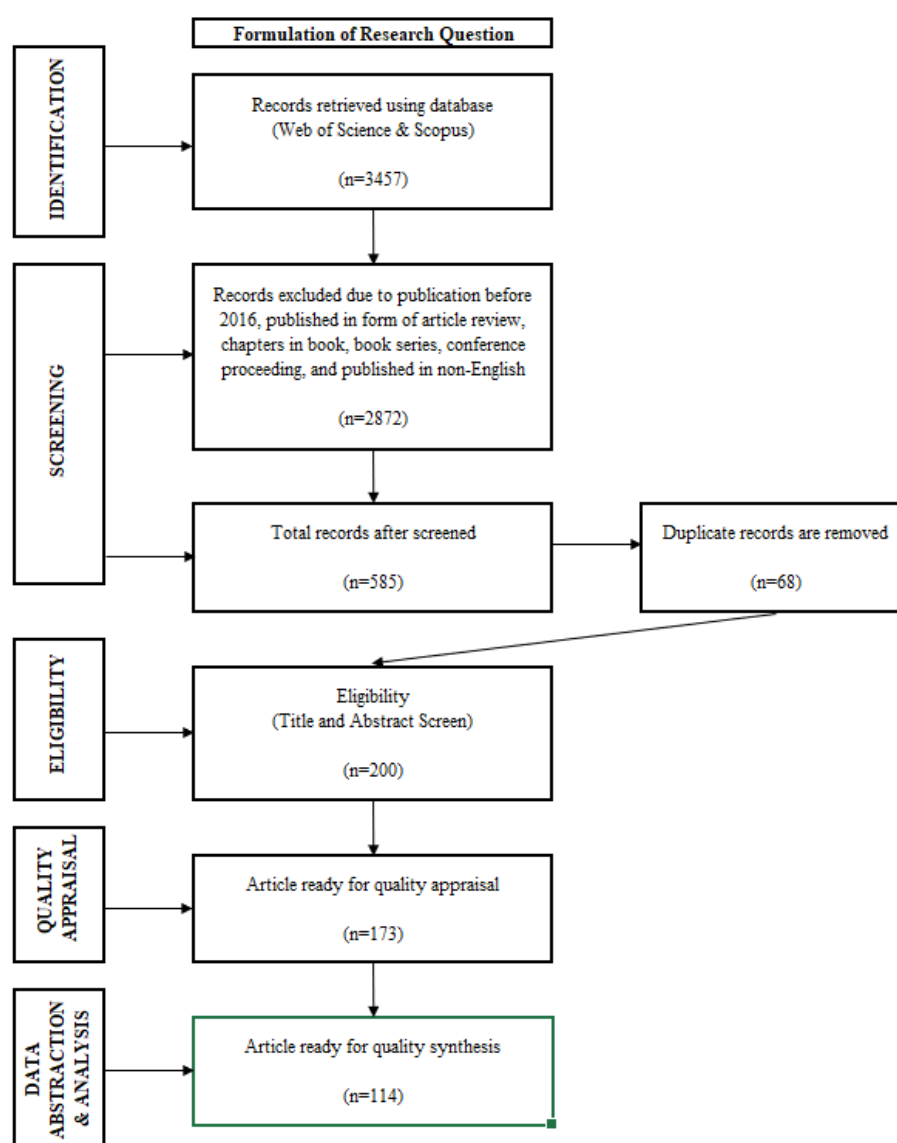 Formulation of Research Question
IDENTIFICATION
Records retrieved using database
(Web of Science & Scopus)
(n=3457)
SCREENING
Records excluded due to publication before
2016, published in form of article review,
chapters in book, book series, conference
proceeding, and published in non-English
(n=2872)
Total records after screened
(n=585)
Duplicate records are removed
(n=68)
ELIGIBILITY
Eligibility
(Title and Abstract Screen)
(n=200)
QUALITY
APPRAISAL
Article ready for quality appraisal
(n=173)
DATA
ABSTRACTION
& ANALYSIS
Article ready for quality synthesis
(n=114)